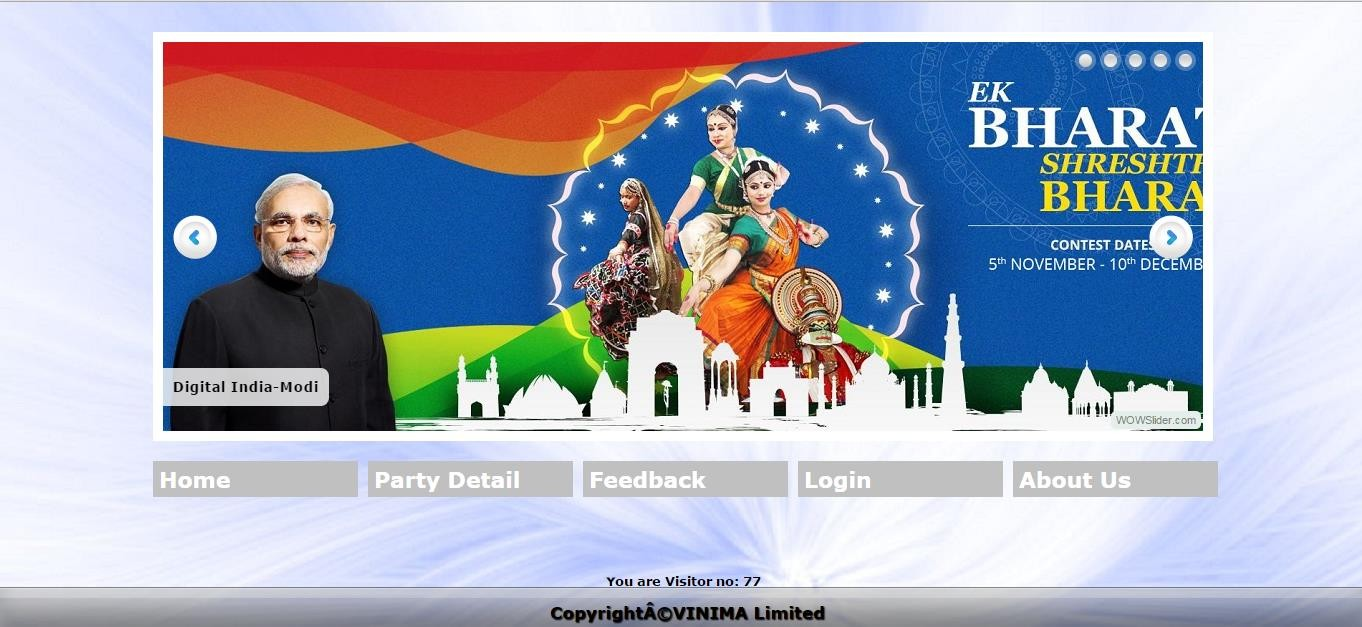 EK
BHARAT
SHRESHTH
BHARA
CONTEST DATES
5th NOVEMBER - 10th DECEMB
Digital India-Modi
WOWSlider.com
Home
Party Detail
Feedback
Login
About Us
You are Visitor no: 77
CopyrightÂ©VINIMA Limited